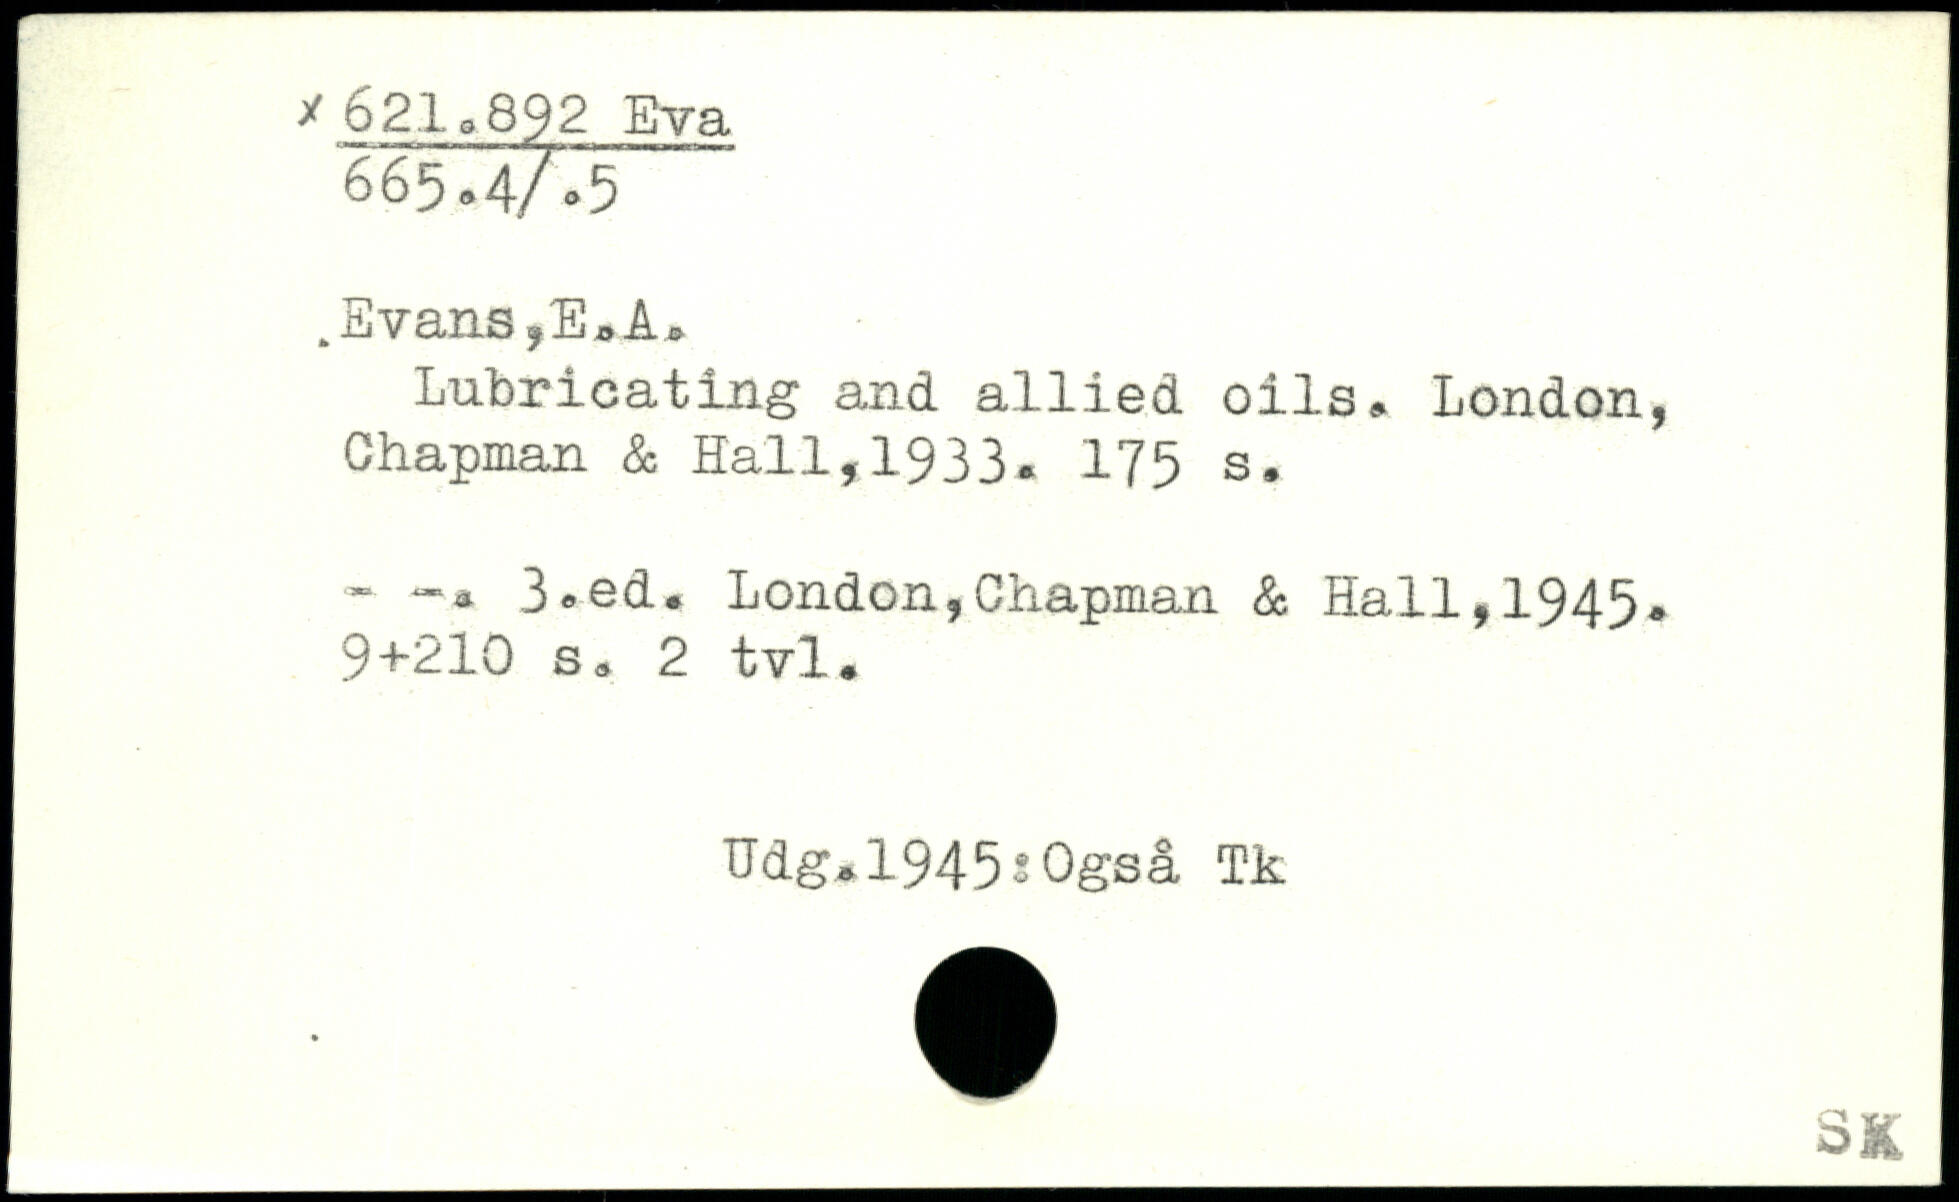 x 621.892 Eva
665.4/.5
Evans,E.A.
Lubricating and allied oils. London,
Chapman & Hall,1933. 175 s.
- -. 3.ed. London,Chapman & Hall,1945.
9+210 s. 2 tvl.
Udg.1945:Også Tk
SK